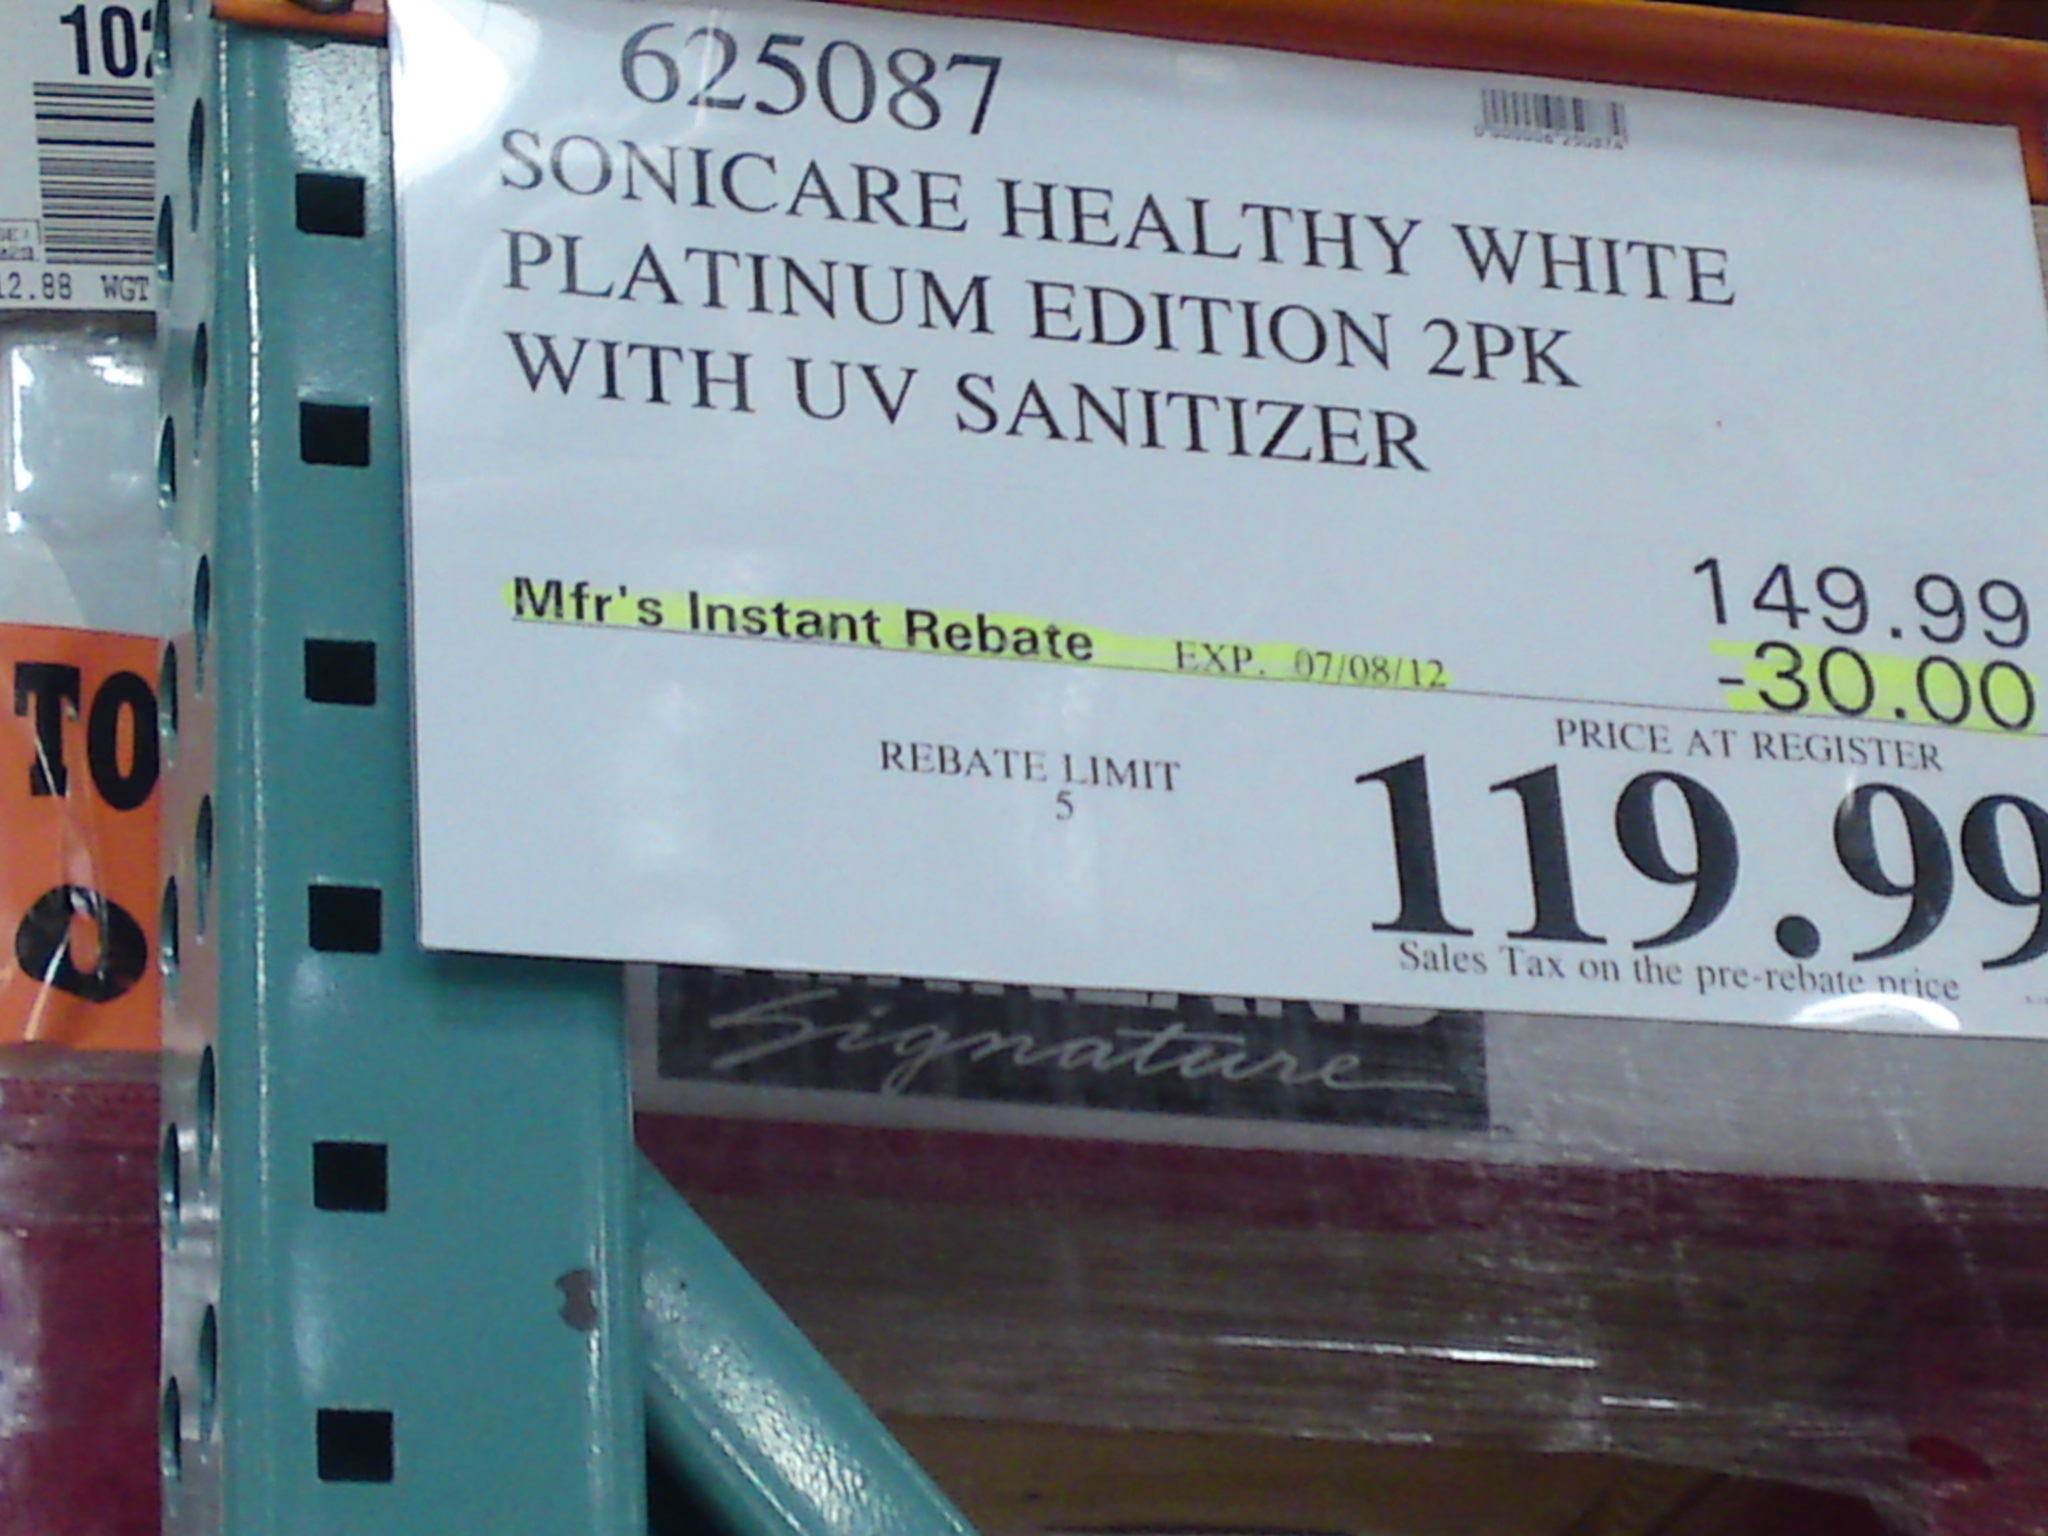 625087
SONICARE HEALTHY WHITE
PLATINUM EDITION 2PK
WITH UV SANITIZER
149.99
Mfr's Instant Rebate EXP. 07/08/12 -30.00
REBATE LIMIT
5
PRICE AT REGISTER
119.99
Sales Tax on the pre-rebate price
Signature
12.88 WGT
TO